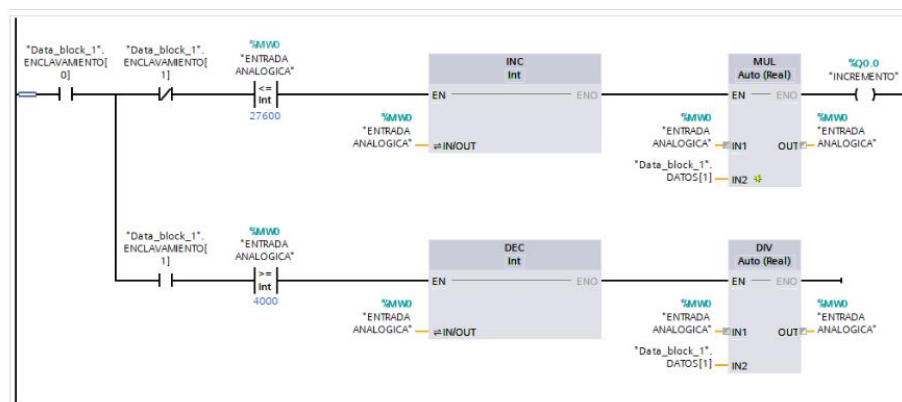 "Data_block_1".
ENCLAVAMIENTO[
0]
"Data_block_1".
ENCLAVAMIENTO[
1]
%MW0
"ENTRADA
ANALOGICA"
<=
Int
27600
INC
Int
EN
ENO
%MW0
"ENTRADA
ANALOGICA"
IN/OUT
MUL
Auto (Real)
EN
ENO
%MW0
"ENTRADA
ANALOGICA"
IN1
"Data_block_1".
DATOS[1]
IN2
OUT
%MW0
"ENTRADA
ANALOGICA"
%Q0.0
"INCREMENTO"
"Data_block_1".
ENCLAVAMIENTO[
1]
%MW0
"ENTRADA
ANALOGICA"
>=
Int
4000
DEC
Int
EN
ENO
%MW0
"ENTRADA
ANALOGICA"
IN/OUT
DIV
Auto (Real)
EN
ENO
%MW0
"ENTRADA
ANALOGICA"
IN1
"Data_block_1".
DATOS[1]
IN2
OUT
%MW0
"ENTRADA
ANALOGICA"